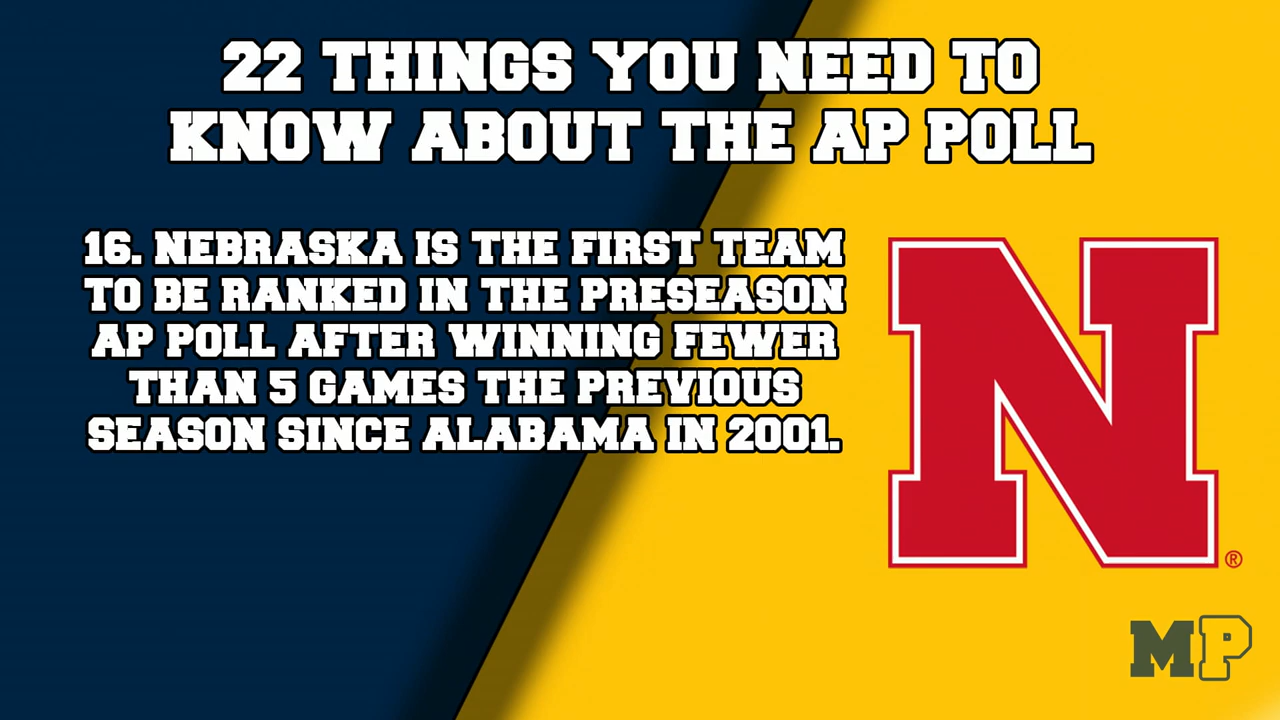 22 THINGS YOU NEED TO
KNOW ABOUT THE AP POLL
16. NEBRASKA IS THE FIRST TEAM
TO BE RANKED IN THE PRESEASON
AP POLL AFTER WINNING FEWER
THAN 5 GAMES THE PREVIOUS
SEASON SINCE ALABAMA IN 2001.
N
®
MP